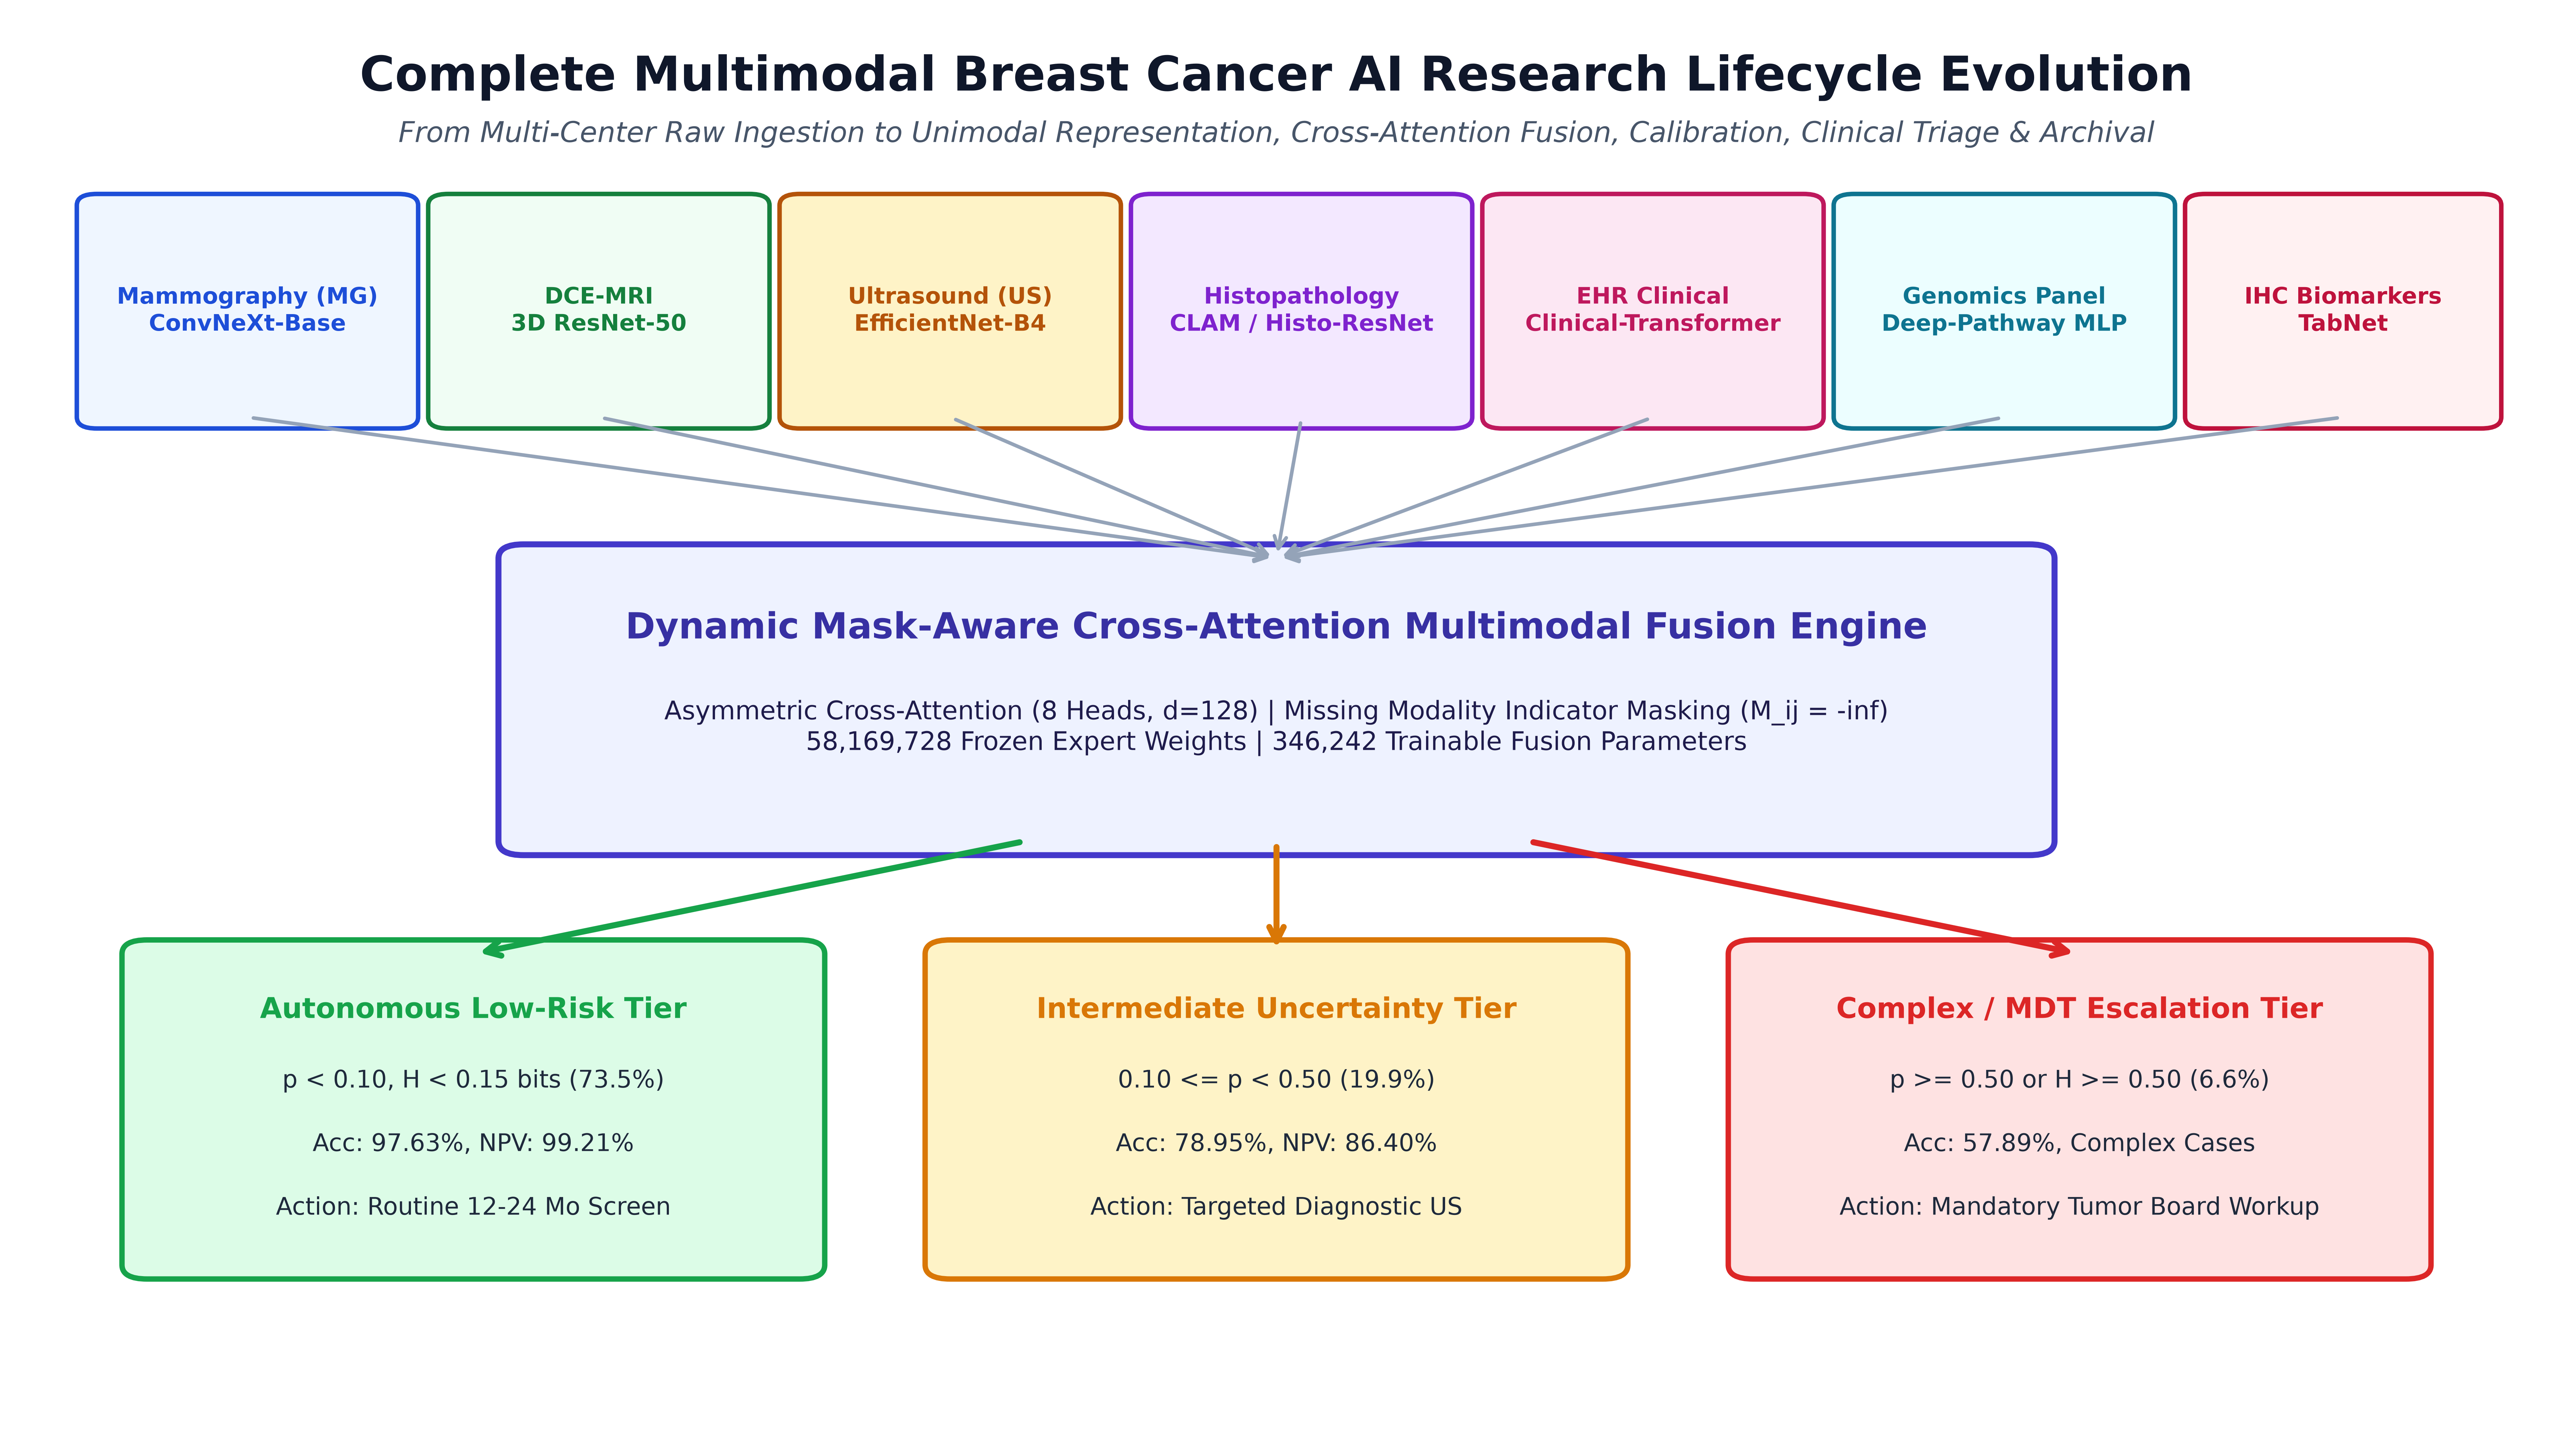 Complete Multimodal Breast Cancer AI Research Lifecycle Evolution
From Multi-Center Raw Ingestion to Unimodal Representation, Cross-Attention Fusion, Calibration, Clinical Triage & Archival
Mammography (MG)
ConvNeXt-Base
DCE-MRI
3D ResNet-50
Ultrasound (US)
EfficientNet-B4
Histopathology
CLAM / Histo-ResNet
EHR Clinical
Clinical-Transformer
Genomics Panel
Deep-Pathway MLP
IHC Biomarkers
TabNet
Dynamic Mask-Aware Cross-Attention Multimodal Fusion Engine
Asymmetric Cross-Attention (8 Heads, d=128) | Missing Modality Indicator Masking (M_ij = -inf)
58,169,728 Frozen Expert Weights | 346,242 Trainable Fusion Parameters
Autonomous Low-Risk Tier
p < 0.10, H < 0.15 bits (73.5%)
Acc: 97.63%, NPV: 99.21%
Action: Routine 12-24 Mo Screen
Intermediate Uncertainty Tier
0.10 <= p < 0.50 (19.9%)
Acc: 78.95%, NPV: 86.40%
Action: Targeted Diagnostic US
Complex / MDT Escalation Tier
p >= 0.50 or H >= 0.50 (6.6%)
Acc: 57.89%, Complex Cases
Action: Mandatory Tumor Board Workup